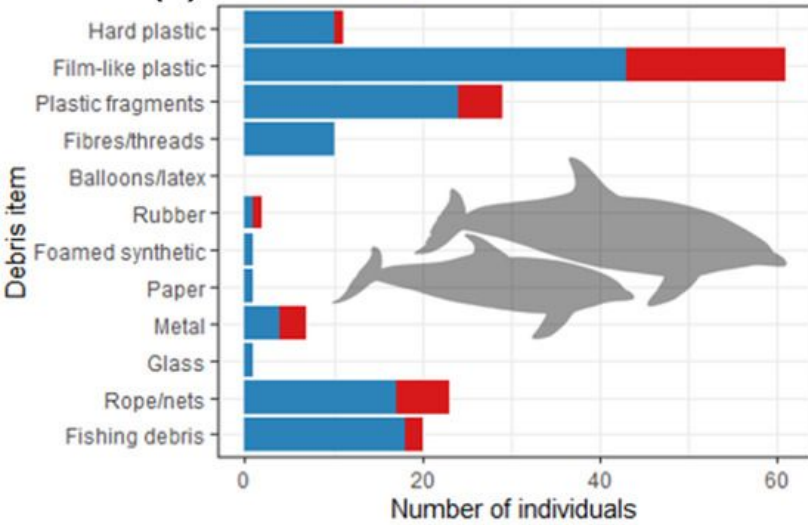 Hard plastic
Film-like plastic
Plastic fragments
Fibres/threads
Balloons/latex
Rubber
Foamed synthetic
Paper
Metal
Glass
Rope/nets
Fishing debris
Debris item
0 20 40 60
Number of individuals